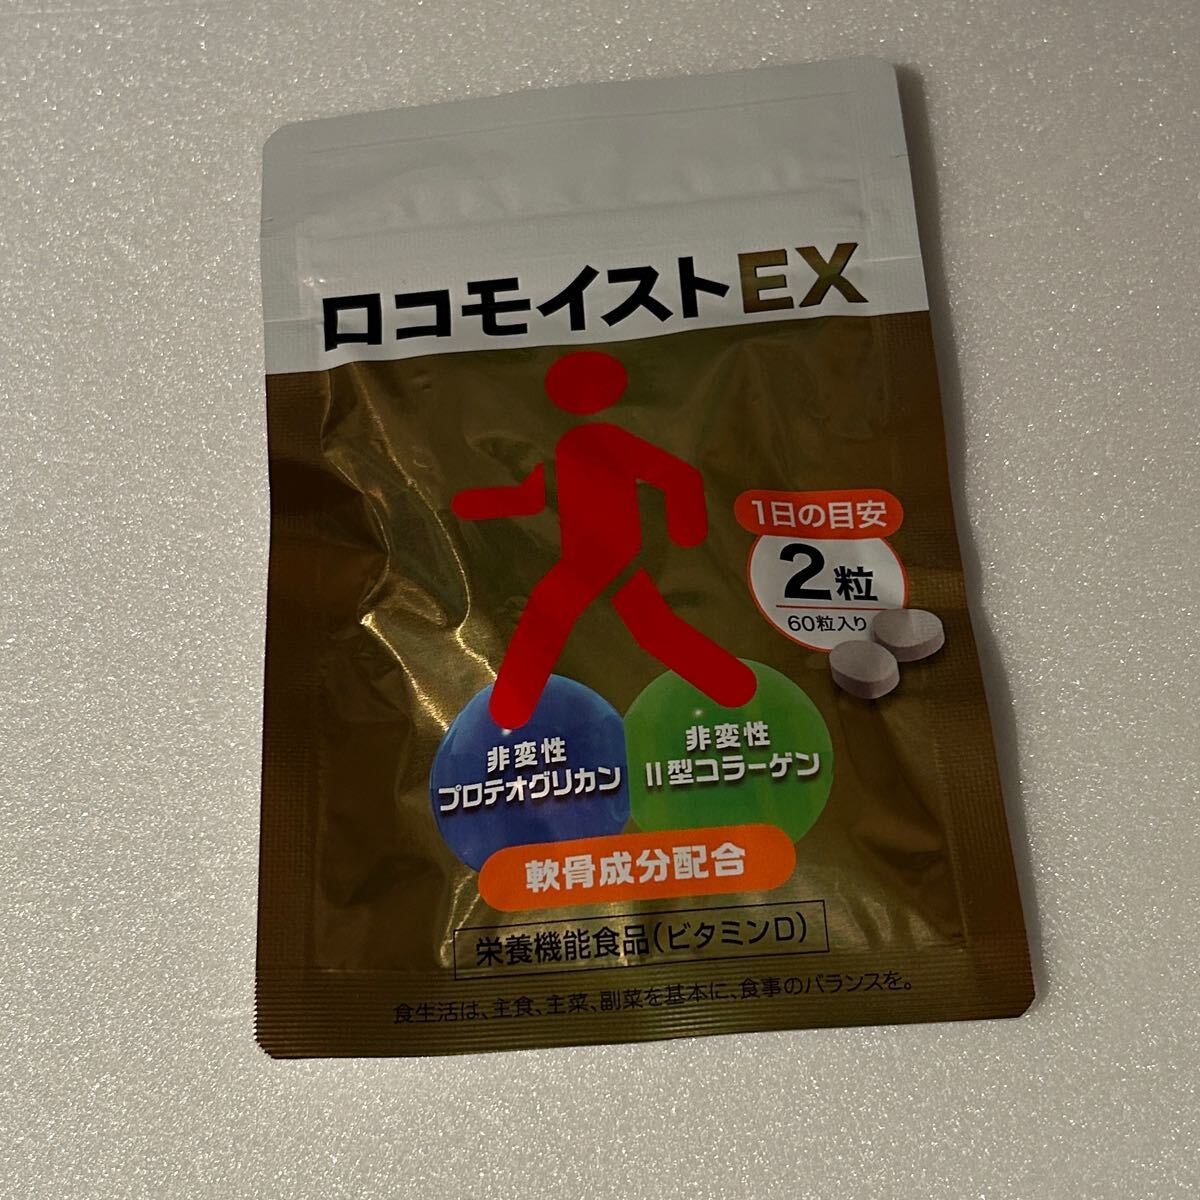 ロコモイストEX
1日の目安
2粒
60粒入り
非変性
プロテオグリカン
非変性
II型コラーゲン
軟骨成分配合
栄養機能食品(ビタミンD)
食生活は、主食、主菜、副菜を基本に、食事のバランスを。